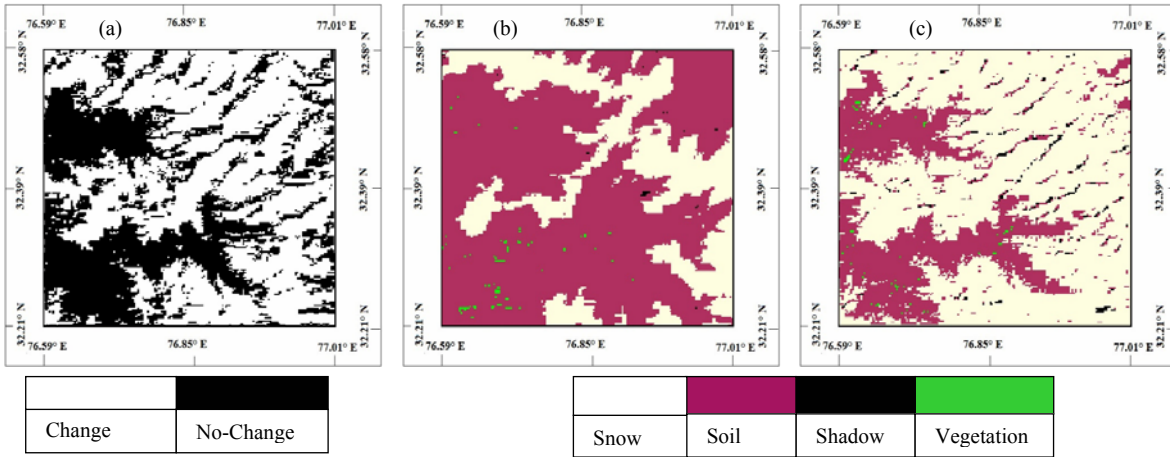 76.59° E 76.85° E 77.01° E
(a)
32.58° N 32.58° N
32.39° N 32.39° N
32.21° N 32.21° N
76.59° E 76.85° E 77.01° E
76.59° E 76.85° E 77.01° E
(b)
32.58° N 32.58° N
32.39° N 32.39° N
32.21° N 32.21° N
76.59° E 76.85° E 77.01° E
76.59° E 76.85° E 77.01° E
(c)
32.58° N 32.58° N
32.39° N 32.39° N
32.21° N 32.21° N
76.59° E 76.85° E 77.01° E
Change No-Change
Snow Soil Shadow Vegetation